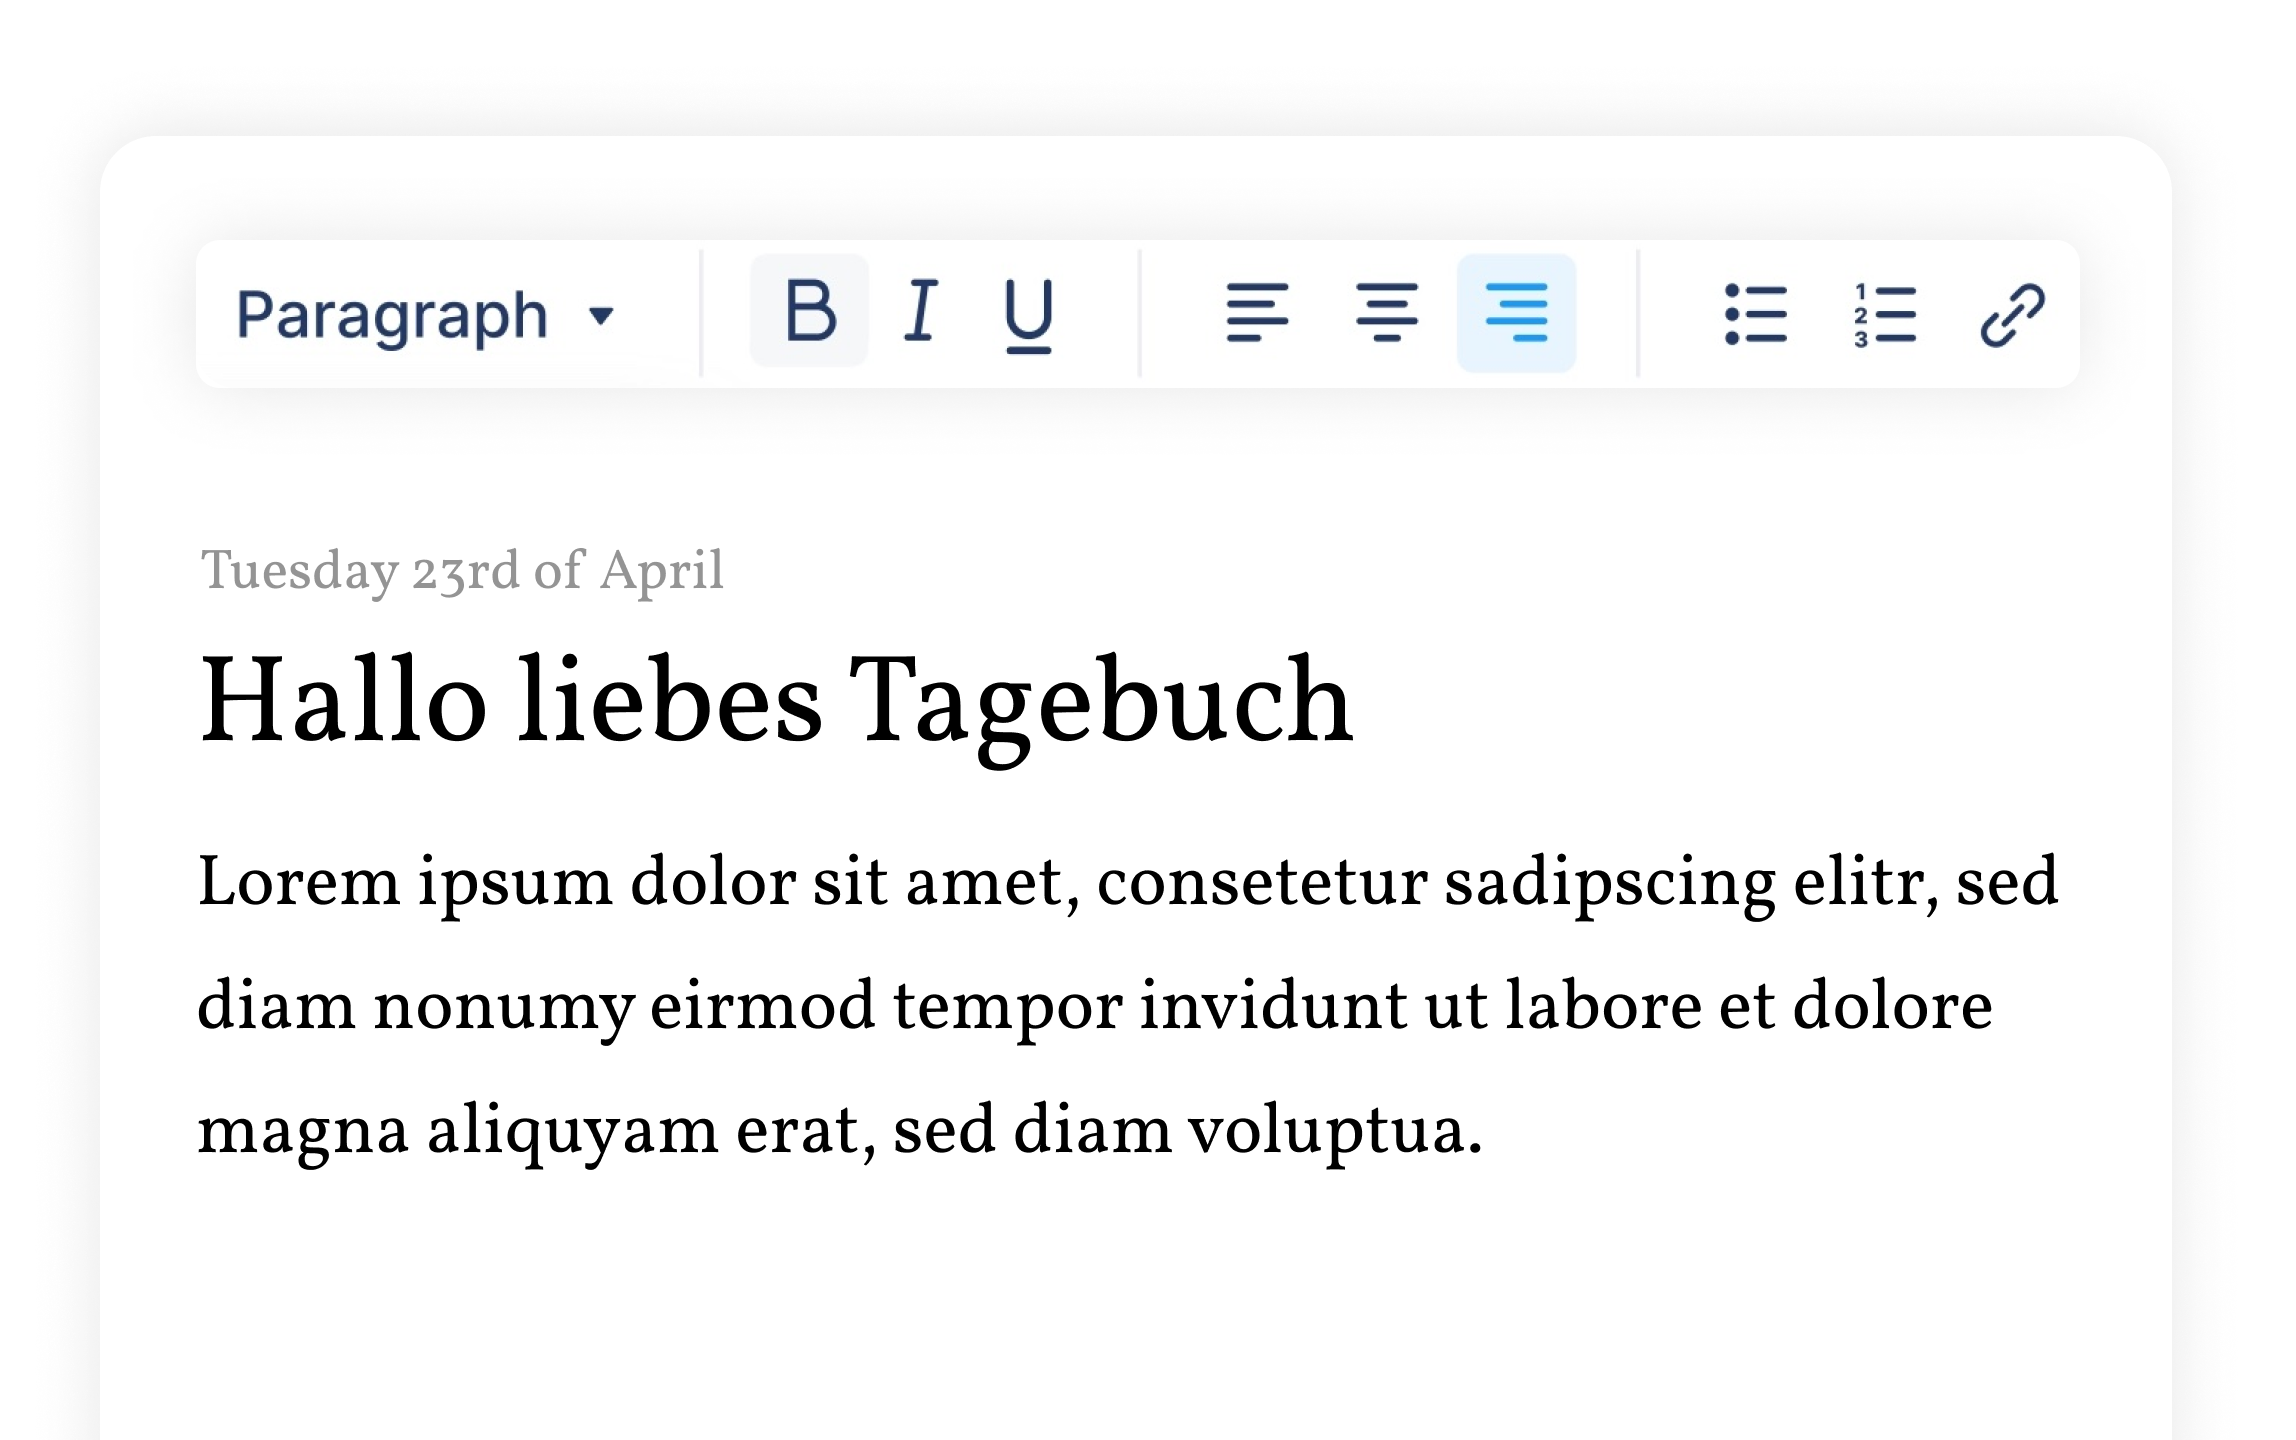 Paragraph
B I U
Tuesday 23rd of April
Hallo liebes Tagebuch
Lorem ipsum dolor sit amet, consetetur sadipscing elitr, sed
diam nonumy eirmod tempor invidunt ut labore et dolore
magna aliquyam erat, sed diam voluptua.